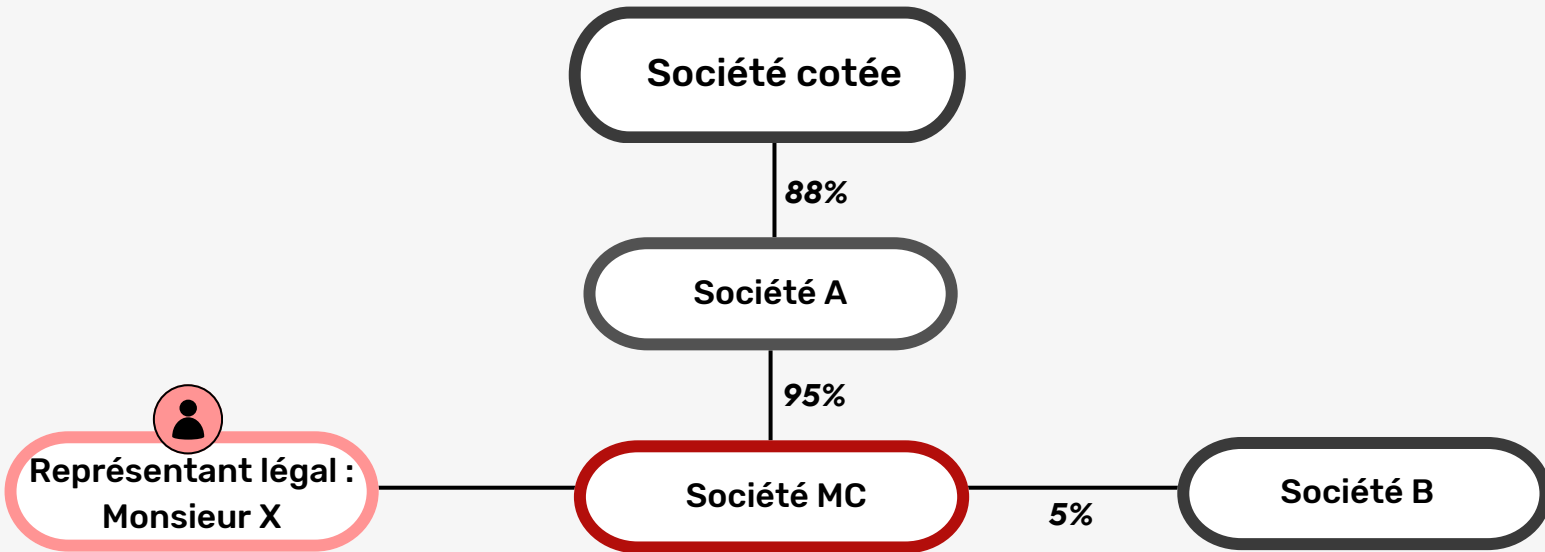 Société cotée
88%
Société A
95%
Représentant légal :
Monsieur X
Société MC
5%
Société B